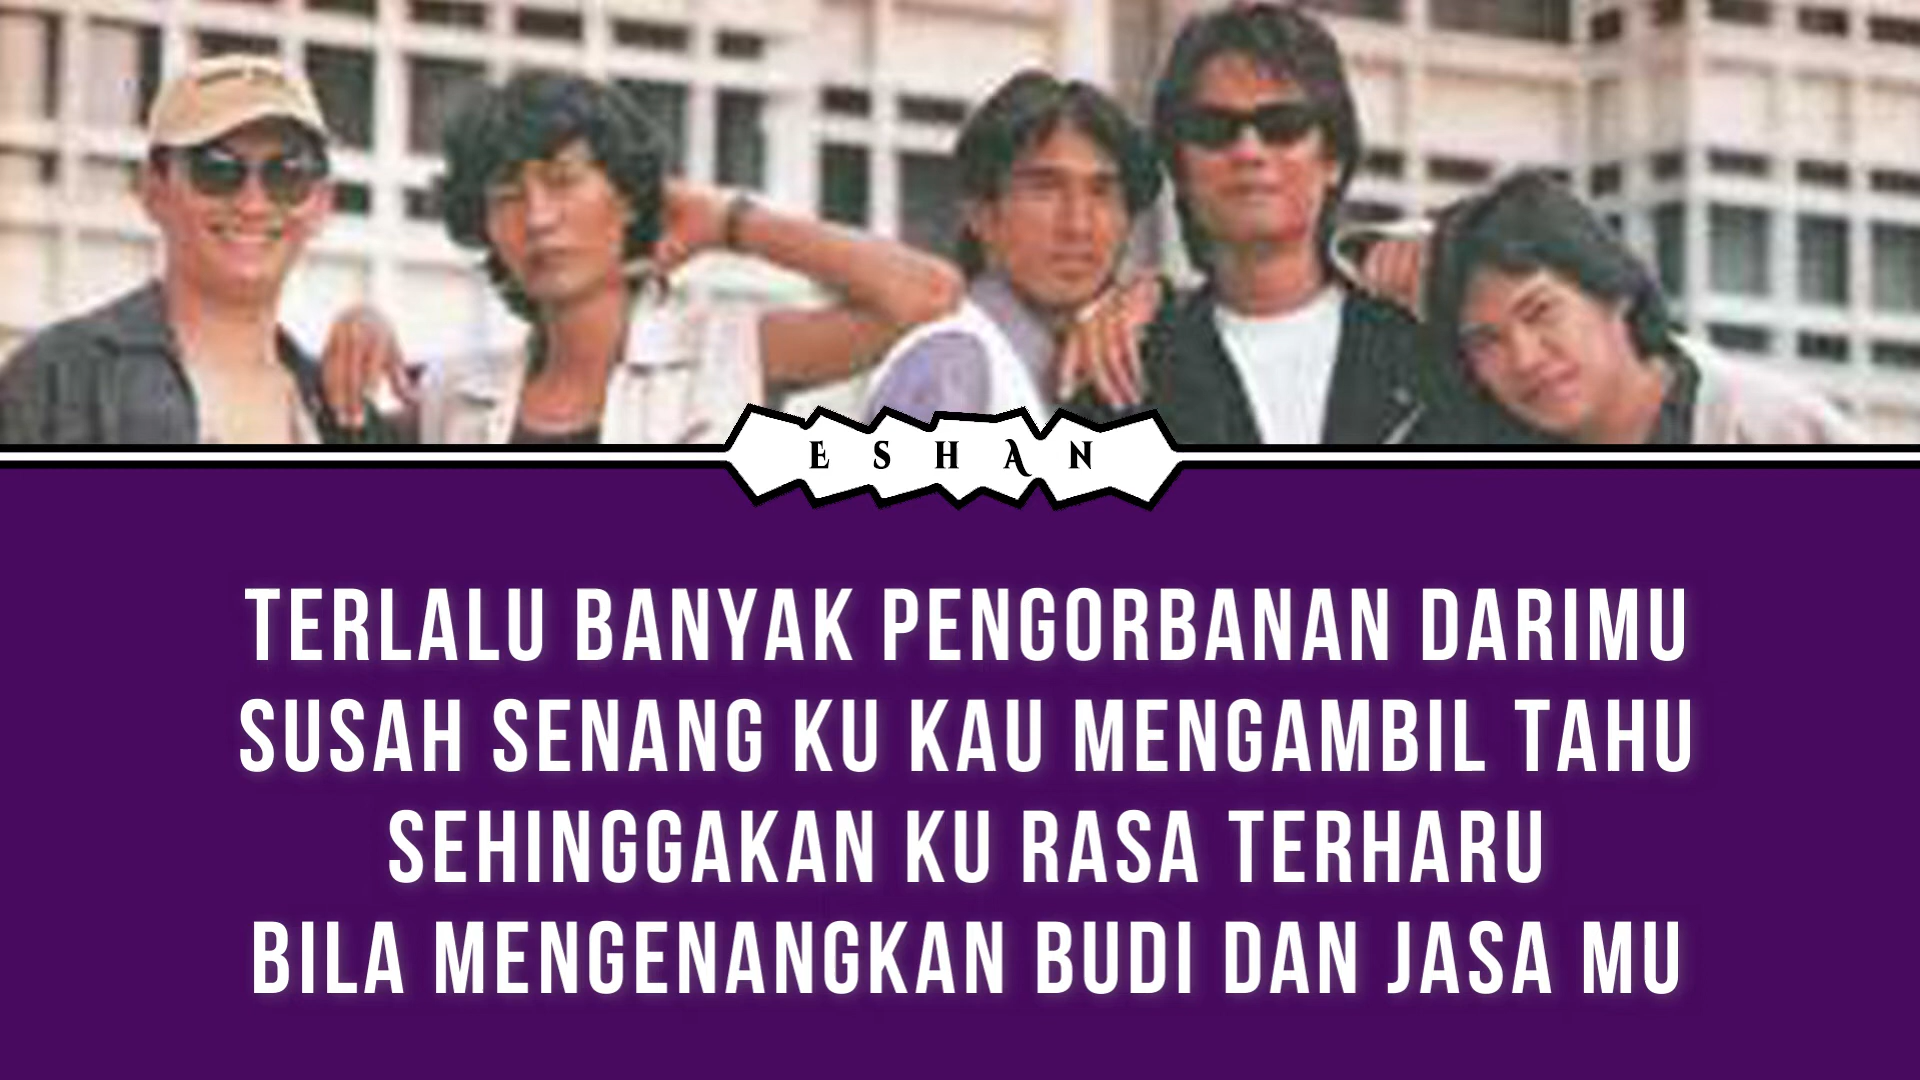 ESHAN
TERLALU BANYAK PENGORBANAN DARIMU
SUSAH SENANG KU KAU MENGAMBIL TAHU
SEHINGGAKAN KU RASA TERHARU
BILA MENGENANGKAN BUDI DAN JASA MU